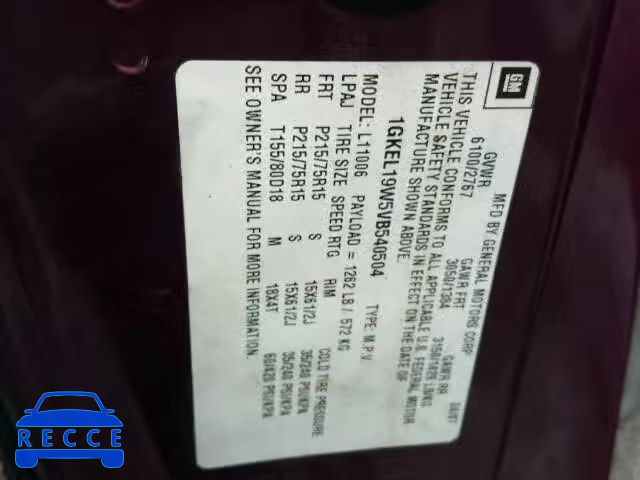 GM
MFD BY GENERAL MOTORS CORP
GVWR GAWR FRT GAWR RR
6100/2767 3050/1384 3150/1429 LB/KG
THIS VEHICLE CONFORMS TO ALL APPLICABLE U.S. FEDERAL MOTOR
VEHICLE SAFETY STANDARDS IN EFFECT ON THE DATE OF
MANUFACTURE SHOWN ABOVE.
1GKEL19W5VB540504 TYPE: M.P.V.
MODEL: L11006 PAYLOAD = 1262 LB / 572 KG
LPAJ TIRE SIZE SPEED RTG RIM COLD TIRE PRESSURE
FRT P215/75R15 S 15X61/2J 35/240 PSI/KPA
RR P215/75R15 S 15X61/2J 35/240 PSI/KPA
SPA T155/80D18 M 18X4T 60/420 PSI/KPA
SEE OWNER'S MANUAL FOR MORE INFORMATION.
RECCE